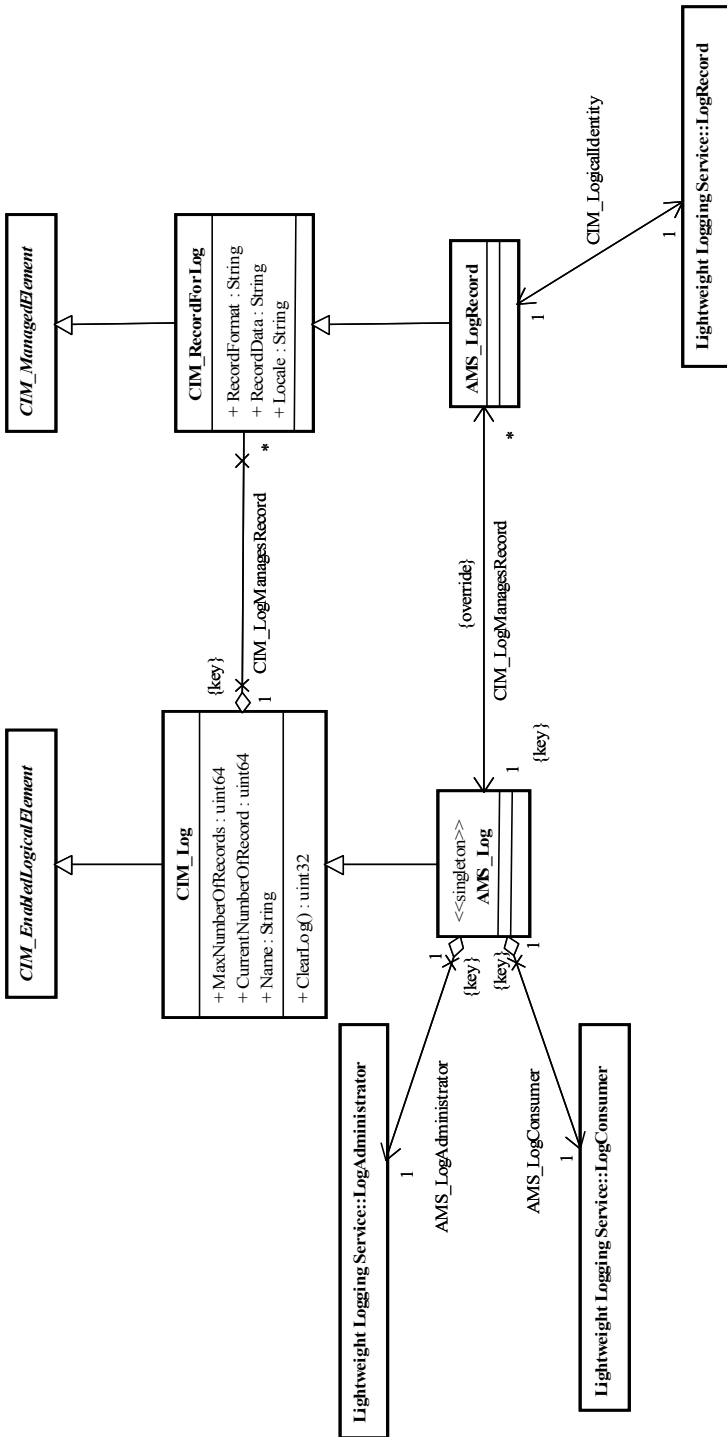 CIM_EnabledLogicalElement
CIM_ManagedElement
CIM_Log
+ MaxNumberOfRecords : uint64
+ CurrentNumberOfRecord : uint64
+ Name : String
+ ClearLog() : uint32
{key}
1
CIM_LogManagesRecord
*
CIM_RecordForLog
+ RecordFormat : String
+ RecordData : String
+ Locale : String
Lightweight Logging Service::LogAdministrator
1
AMS_LogAdministrator
1
{key}
<<singleton>>
AMS_Log
1
{key}
{override}
CIM_LogManagesRecord
*
AMS_LogRecord
1
CIM_LogicalIdentity
1
{key}
1
AMS_LogConsumer
1
Lightweight Logging Service::LogConsumer
Lightweight Logging Service::LogRecord